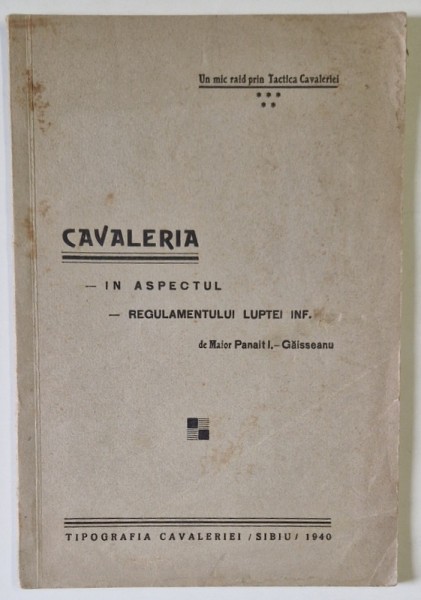 Un mic raid prin Tactica Cavaleriei
CAVALERIA
— IN ASPECTUL
— REGULAMENTULUI LUPTEI INF.
de Maior Panait I.- Găisseanu
TIPOGRAFIA CAVALERIEI /SIBIU/ 1940